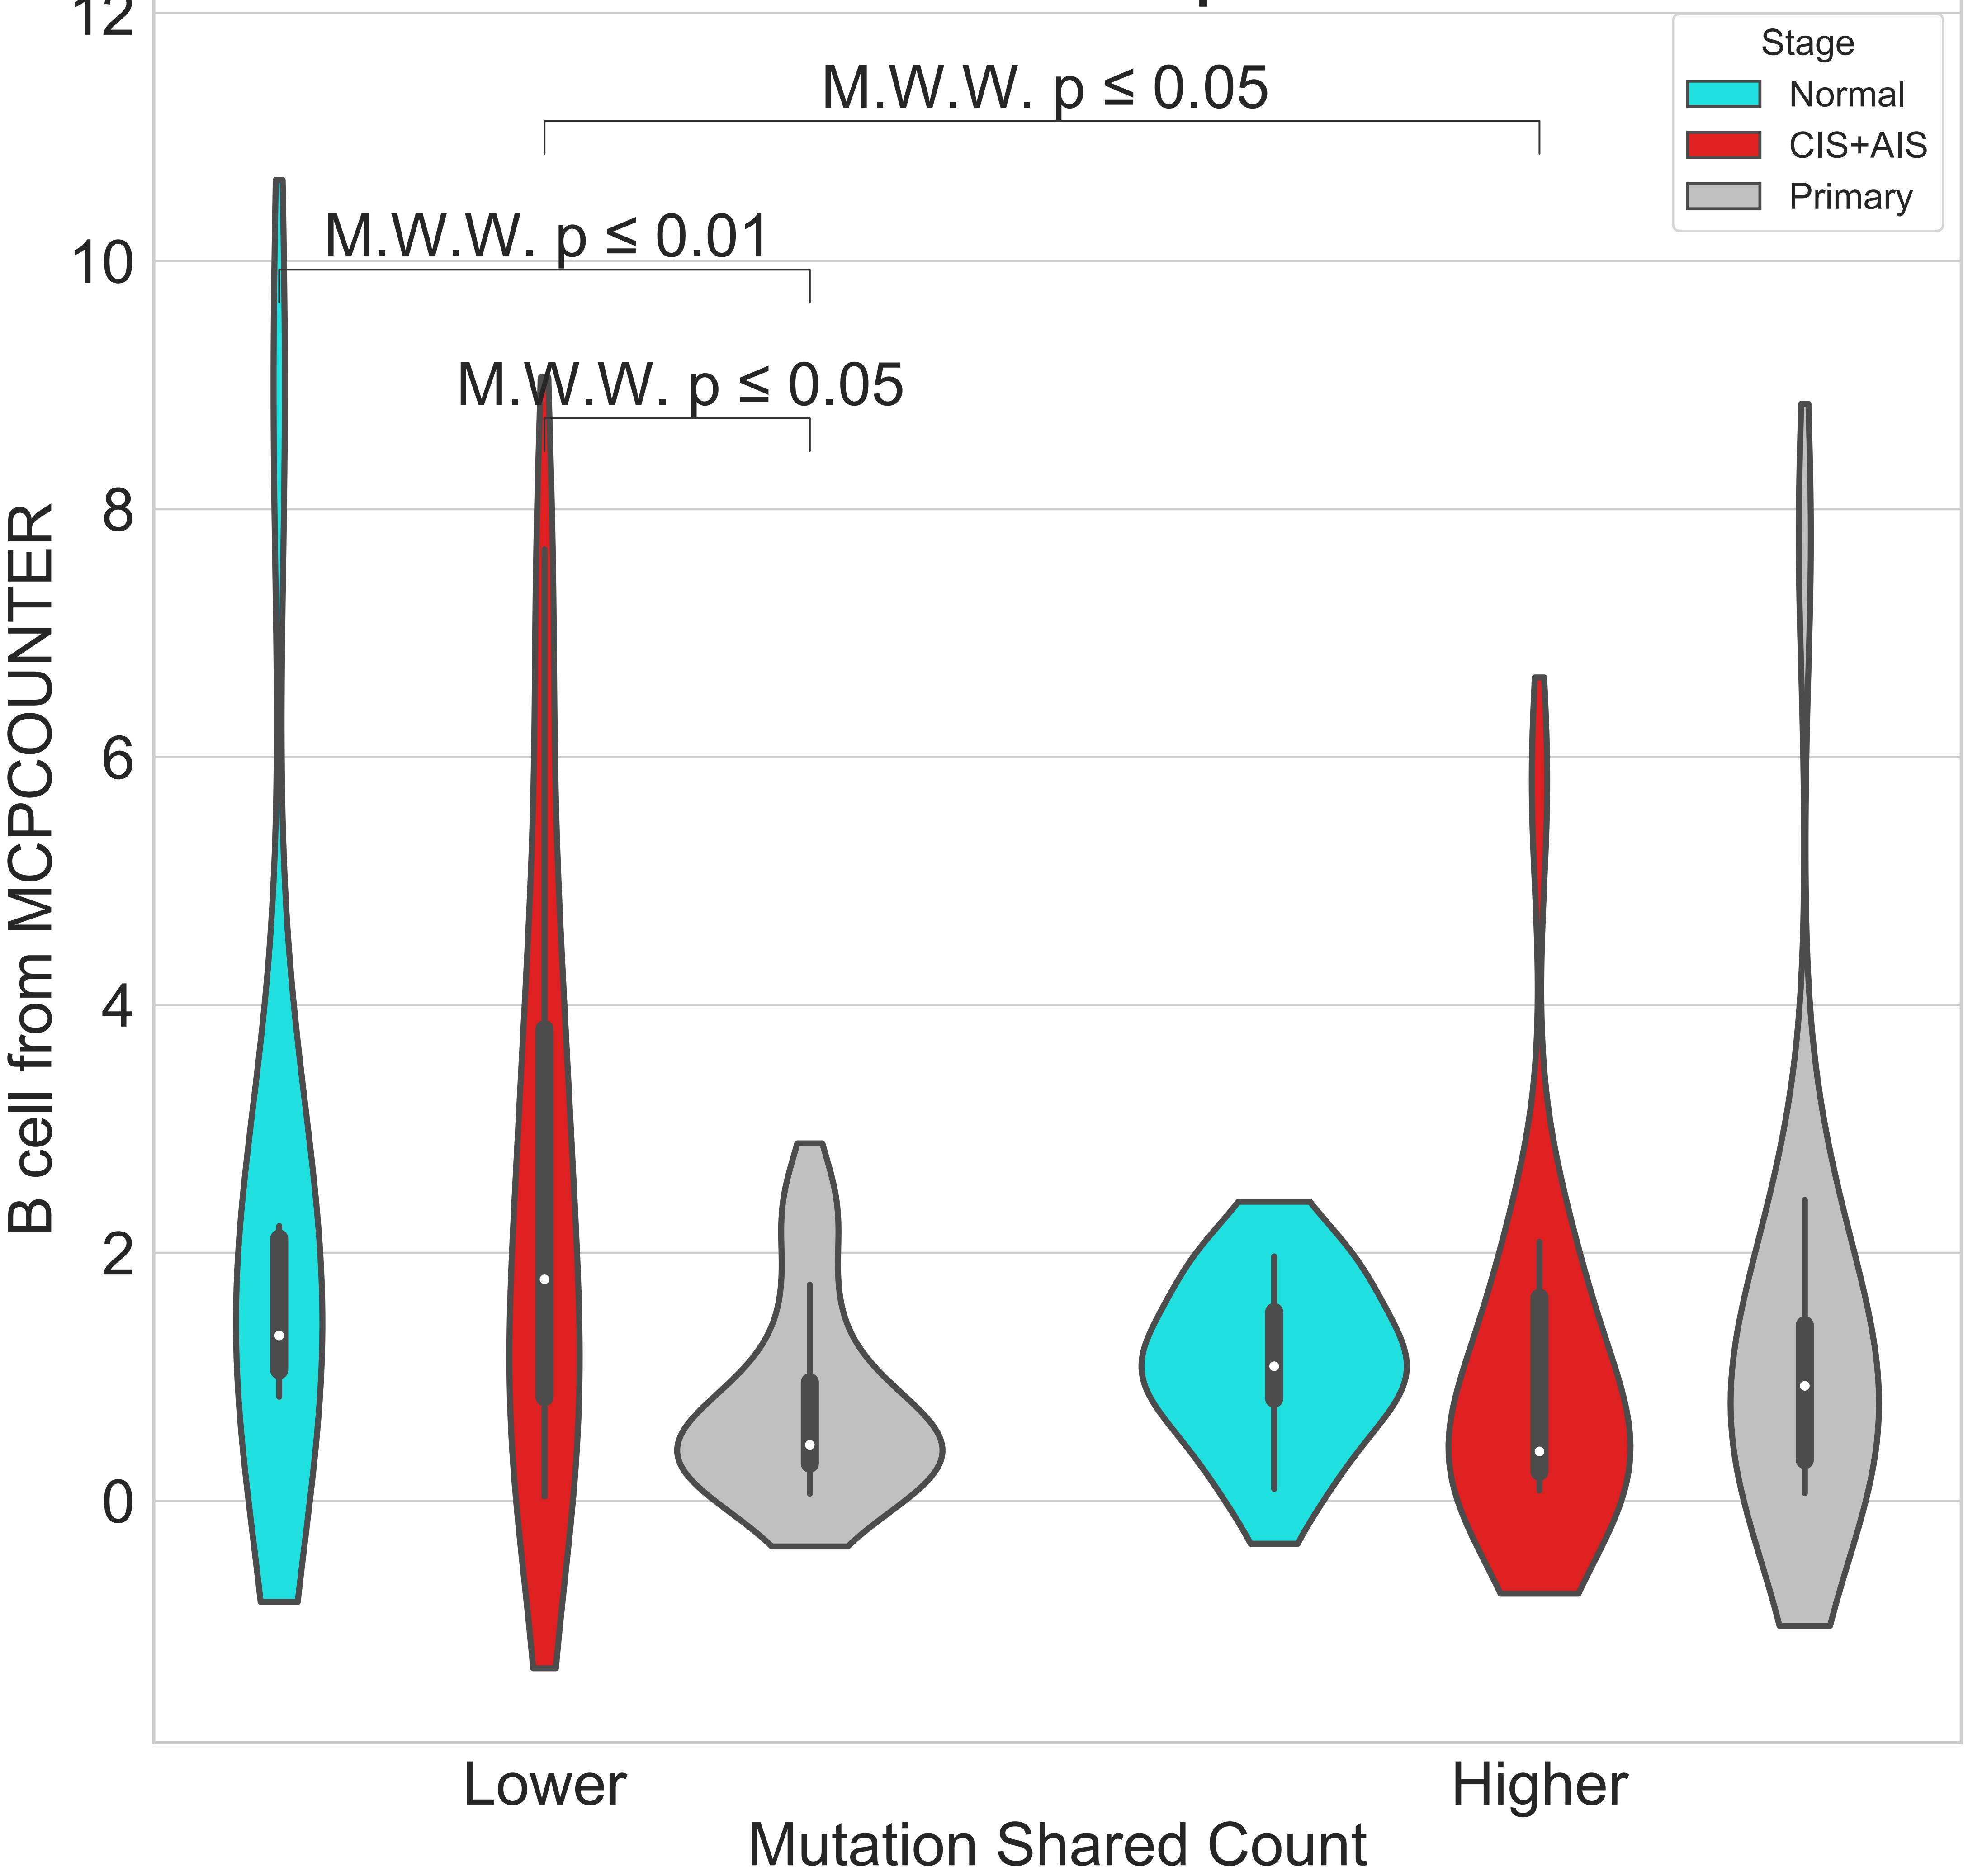 12
10
8
6
4
2
0
B cell from MCPCOUNTER
M.W.W. p ≤ 0.05
M.W.W. p ≤ 0.01
M.W.W. p ≤ 0.05
Stage
Normal
CIS+AIS
Primary
Lower
Higher
Mutation Shared Count